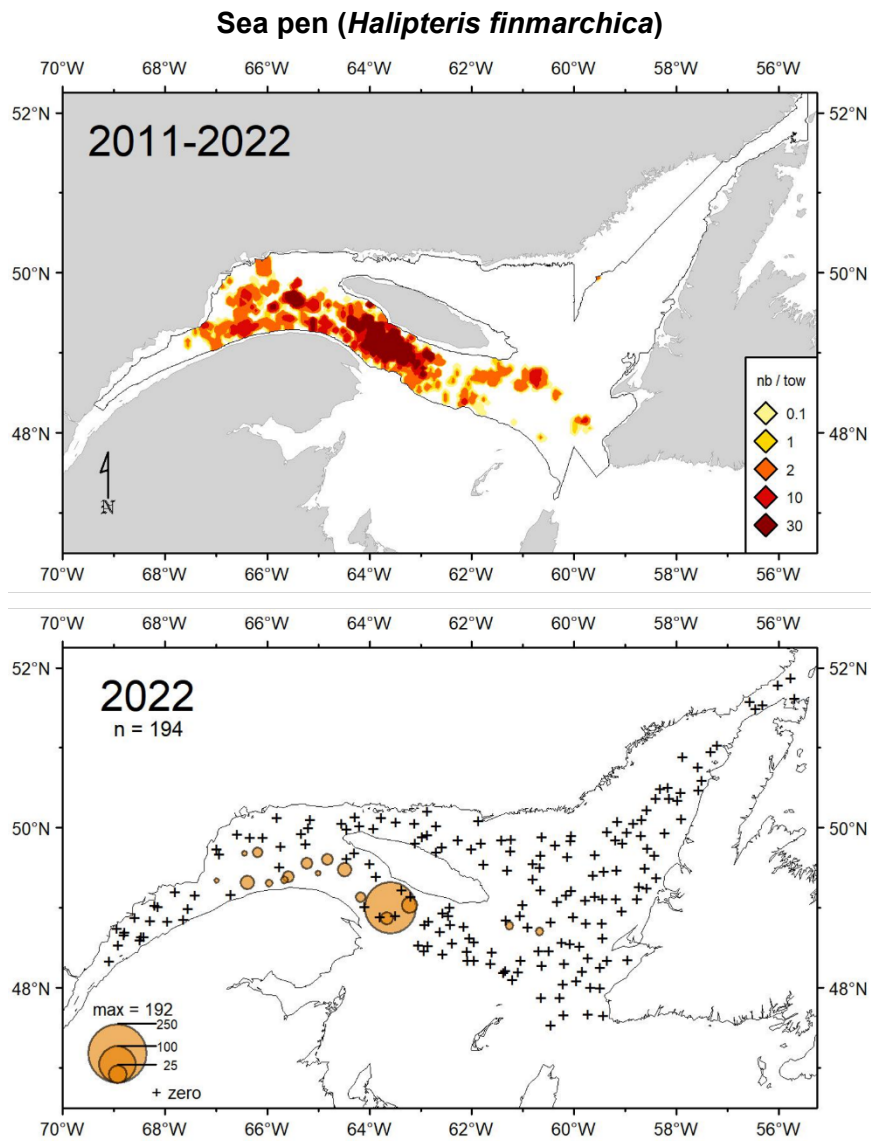 Sea pen (Halipteris finmarchica)
70°W 68°W 66°W 64°W 62°W 60°W 58°W 56°W
52°N 52°N
2011-2022
50°N 50°N
nb / tow
0.1
1
2
10
30
48°N 48°N
N
70°W 68°W 66°W 64°W 62°W 60°W 58°W 56°W
70°W 68°W 66°W 64°W 62°W 60°W 58°W 56°W
52°N 52°N
2022
n = 194
50°N 50°N
48°N 48°N
max = 192
250
100
25
+ zero
70°W 68°W 66°W 64°W 62°W 60°W 58°W 56°W